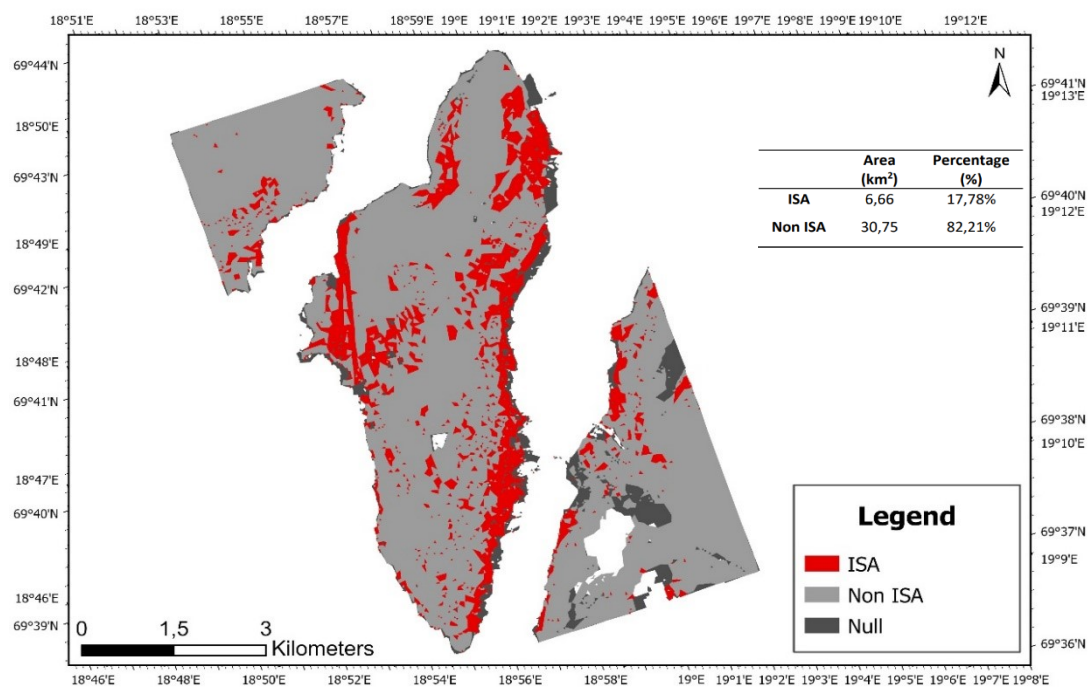 18°51'E 18°53'E 18°55'E 18°57'E 18°59'E 19°E 19°1'E 19°2'E 19°3'E 19°4'E 19°5'E 19°6'E 19°7'E 19°8'E 19°9'E 19°10'E 19°12'E
69°44'N
18°50'E
69°43'N
18°49'E
69°42'N
18°48'E
69°41'N
18°47'E
69°40'N
18°46'E
69°39'N
N
69°41'N
19°13'E
69°40'N
19°12'E
69°39'N
19°11'E
69°38'N
19°10'E
69°37'N
19°9'E
69°36'N
Area Percentage
(km²) (%)
ISA 6,66 17,78%
Non ISA 30,75 82,21%
Legend
ISA
Non ISA
Null
0 1,5 3
Kilometers
18°46'E 18°48'E 18°50'E 18°52'E 18°54'E 18°55'E 18°56'E 18°57'E 18°58'E 18°59'E 19°E 19°1'E 19°2'E 19°3'E 19°4'E 19°5'E 19°6'E 19°7'E 19°8'E